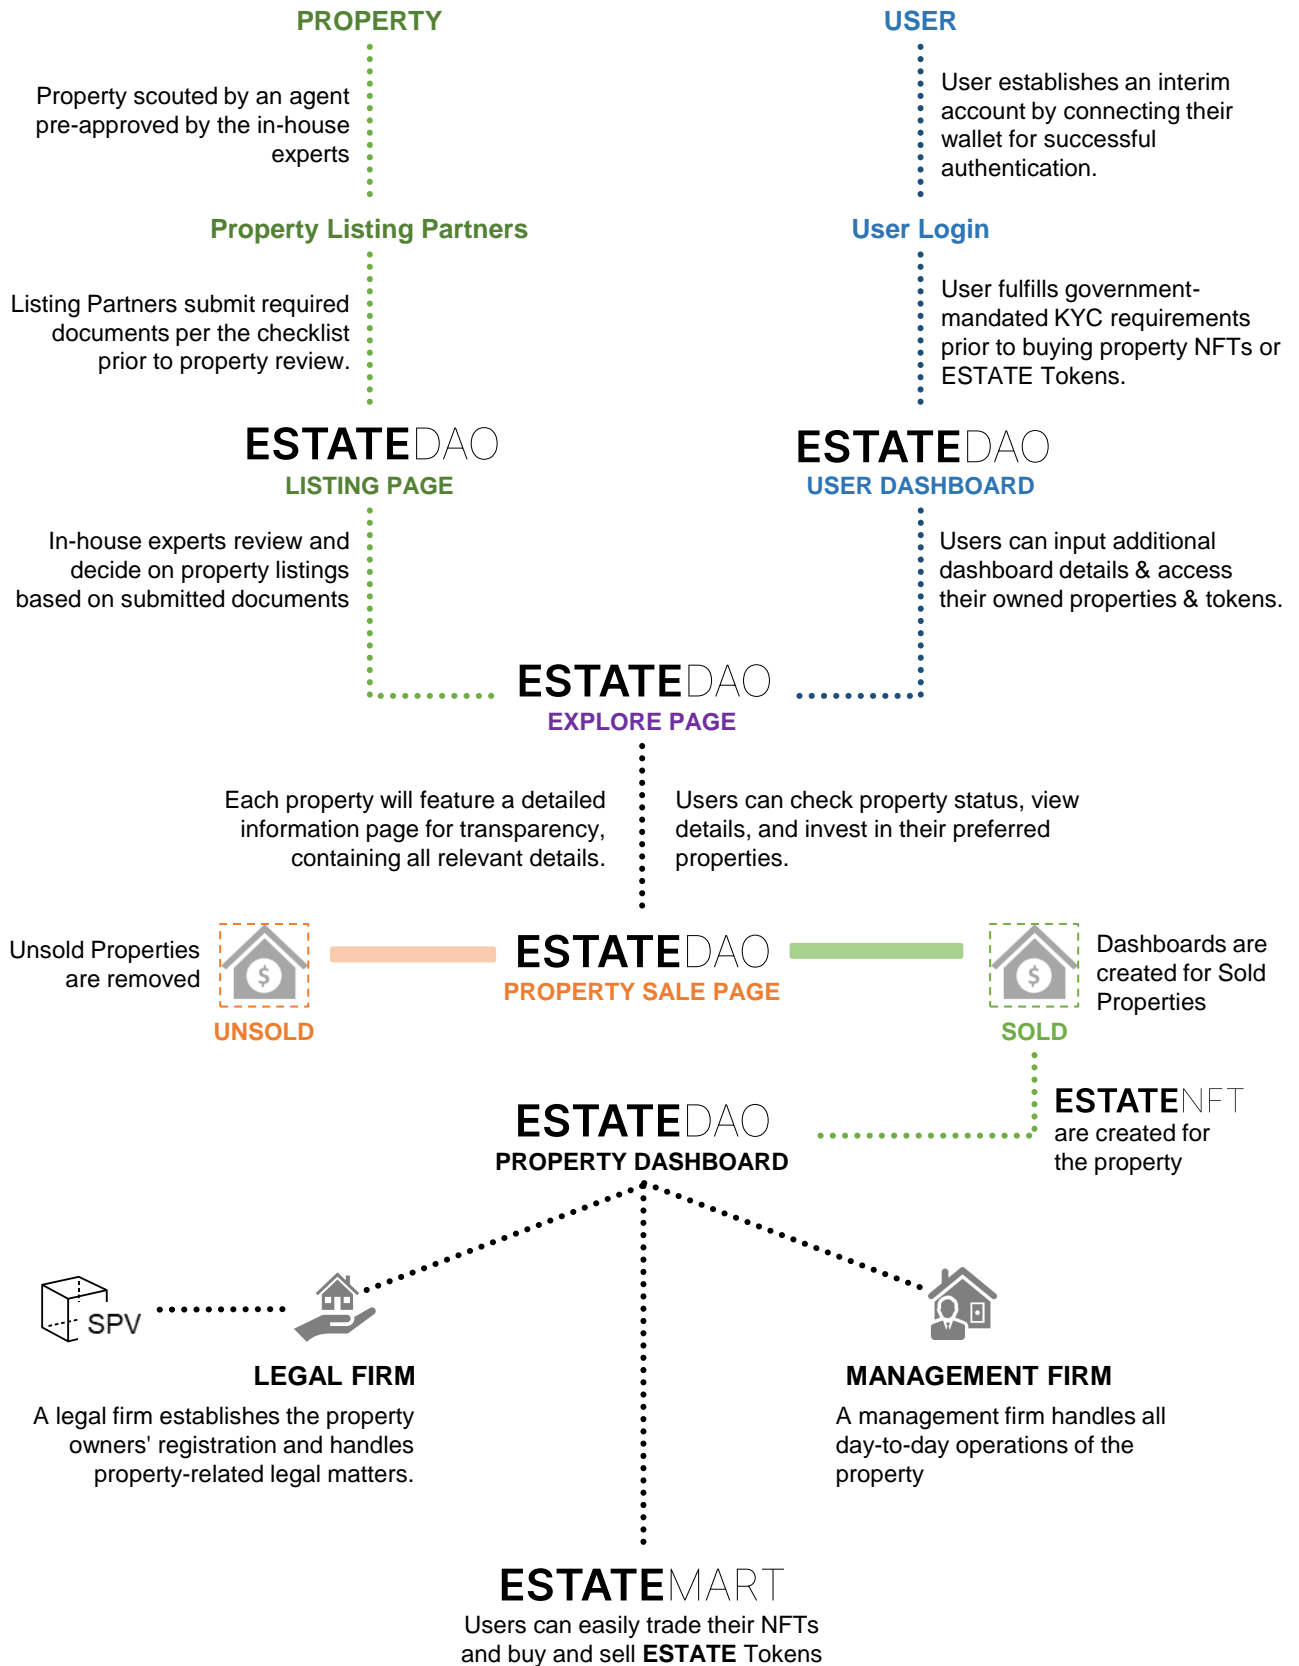 PROPERTY
Property scouted by an agent
pre-approved by the in-house
experts
Property Listing Partners
Listing Partners submit required
documents per the checklist
prior to property review.
ESTATEDAO
LISTING PAGE
In-house experts review and
decide on property listings
based on submitted documents
USER
User establishes an interim
account by connecting their
wallet for successful
authentication.
User Login
User fulfills government-
mandated KYC requirements
prior to buying property NFTs or
ESTATE Tokens.
ESTATEDAO
USER DASHBOARD
Users can input additional
dashboard details & access
their owned properties & tokens.
ESTATEDAO
EXPLORE PAGE
Each property will feature a detailed
information page for transparency,
containing all relevant details.
Users can check property status, view
details, and invest in their preferred
properties.
Unsold Properties
are removed
$
UNSOLD
ESTATEDAO
PROPERTY SALE PAGE
$
SOLD
Dashboards are
created for Sold
Properties
ESTATENFT
are created for
the property
ESTATEDAO
PROPERTY DASHBOARD
SPV
LEGAL FIRM
A legal firm establishes the property
owners' registration and handles
property-related legal matters.
MANAGEMENT FIRM
A management firm handles all
day-to-day operations of the
property
ESTATEMART
Users can easily trade their NFTs
and buy and sell ESTATE Tokens